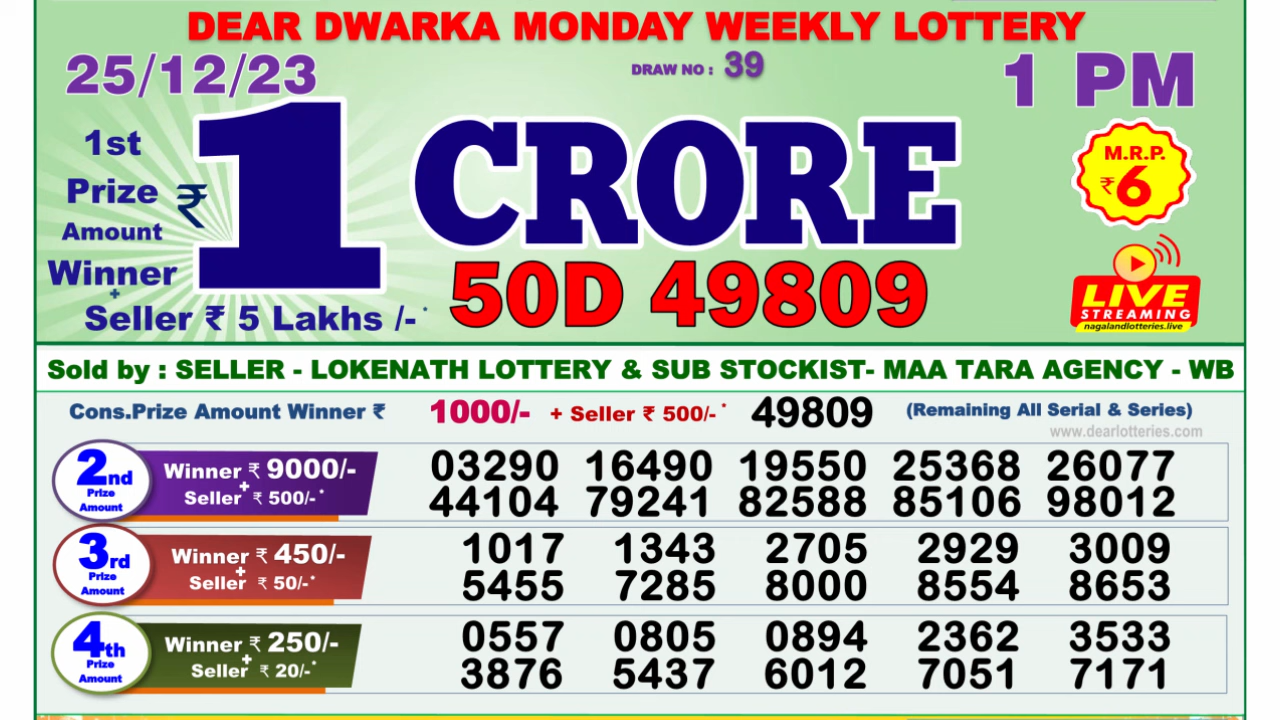 DEAR DWARKA MONDAY WEEKLY LOTTERY
25/12/23
DRAW NO : 39
1 PM
1st
Prize
Amount
Winner
+
Seller ₹ 5 Lakhs /-*
₹ 1 CRORE
50D 49809
M.R.P.
₹6
LIVE
STREAMING
nagalandlotteries.live
Sold by : SELLER - LOKENATH LOTTERY & SUB STOCKIST- MAA TARA AGENCY - WB
Cons.Prize Amount Winner ₹ 1000/- + Seller ₹ 500/-* 49809 (Remaining All Serial & Series)
www.dearlotteries.com
2nd
Prize
Amount
Winner ₹ 9000/-
+
Seller ₹ 500/-*
03290 16490 19550 25368 26077
44104 79241 82588 85106 98012
3rd
Prize
Amount
Winner ₹ 450/-
+
Seller ₹ 50/-*
1017 1343 2705 2929 3009
5455 7285 8000 8554 8653
4th
Prize
Amount
Winner ₹ 250/-
+
Seller ₹ 20/-*
0557 0805 0894 2362 3533
3876 5437 6012 7051 7171